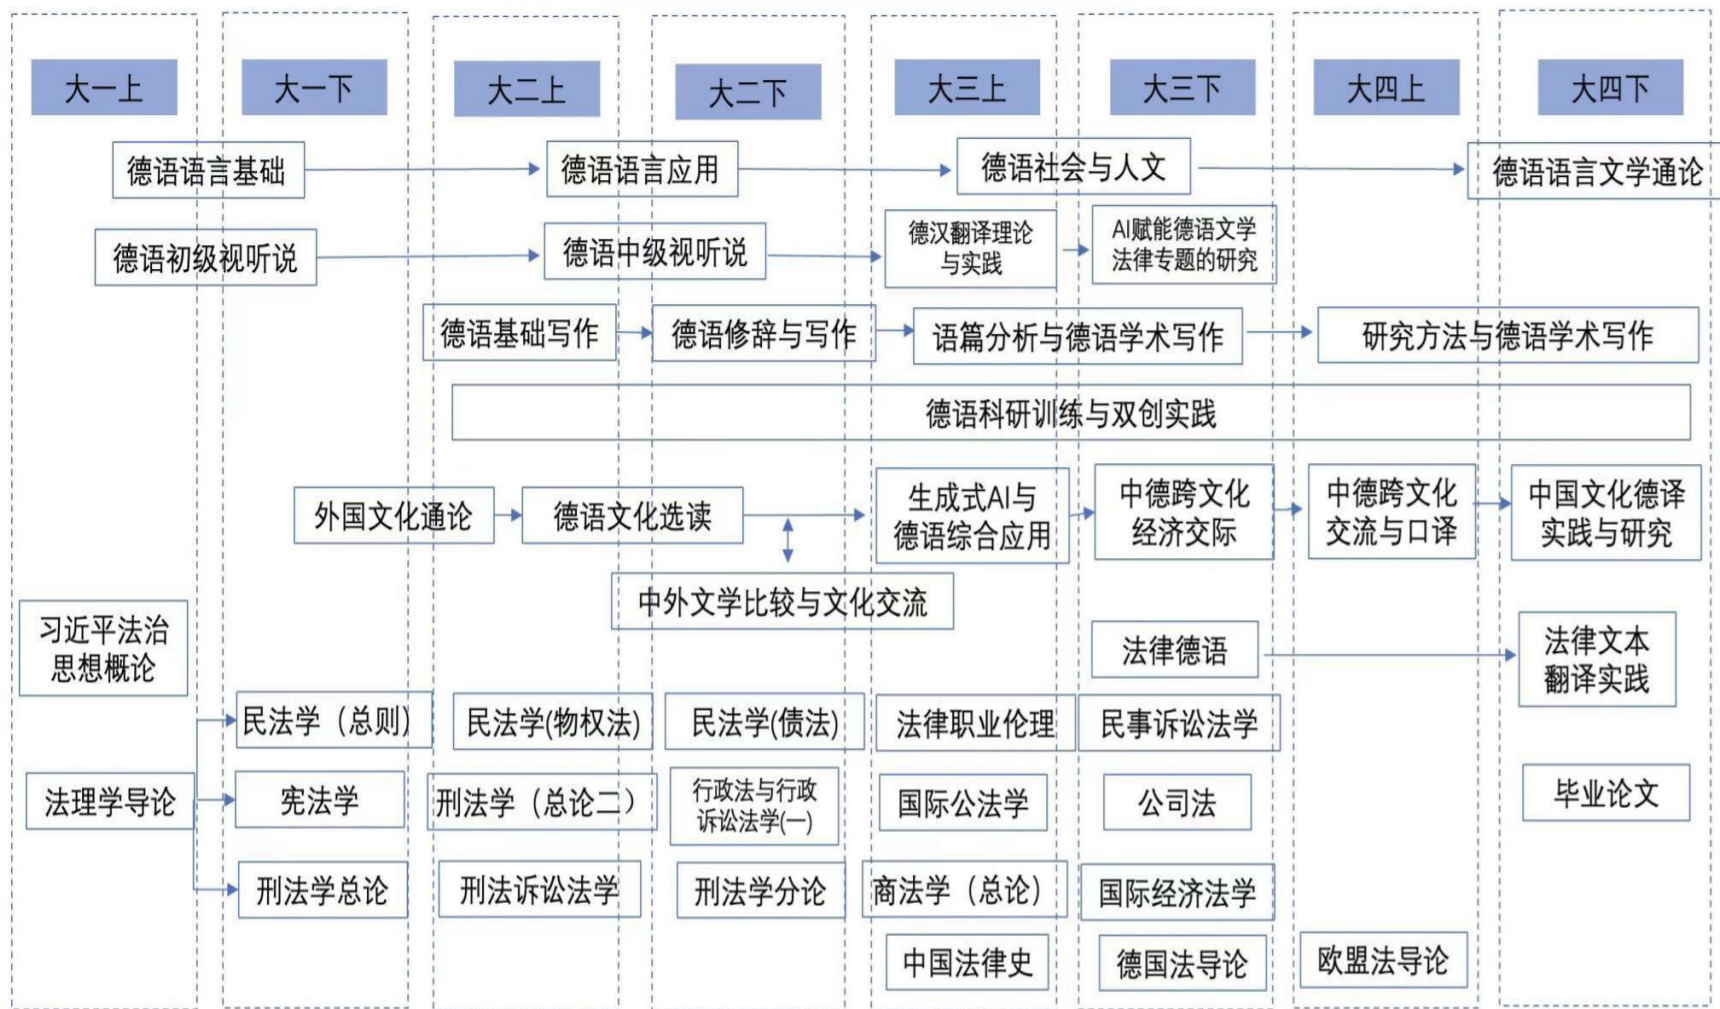 大一上
大一下
大二上
大二下
大三上
大三下
大四上
大四下
德语语言基础
德语语言应用
德语社会与人文
德语语言文学通论
德语初级视听说
德语中级视听说
德汉翻译理论
与实践
AI赋能德语文学
法律专题的研究
德语基础写作
德语修辞与写作
语篇分析与德语学术写作
研究方法与德语学术写作
德语科研训练与双创实践
外国文化通论
德语文化选读
生成式AI与
德语综合应用
中德跨文化
经济交际
中德跨文化
交流与口译
中国文化德译
实践与研究
中外文学比较与文化交流
习近平法治
思想概论
法律德语
法律文本
翻译实践
民法学（总则）
民法学(物权法)
民法学(债法)
法律职业伦理
民事诉讼法学
法理学导论
宪法学
刑法学（总论二）
行政法与行政
诉讼法学(一)
国际公法学
公司法
毕业论文
刑法学总论
刑法诉讼法学
刑法学分论
商法学（总论）
国际经济法学
中国法律史
德国法导论
欧盟法导论